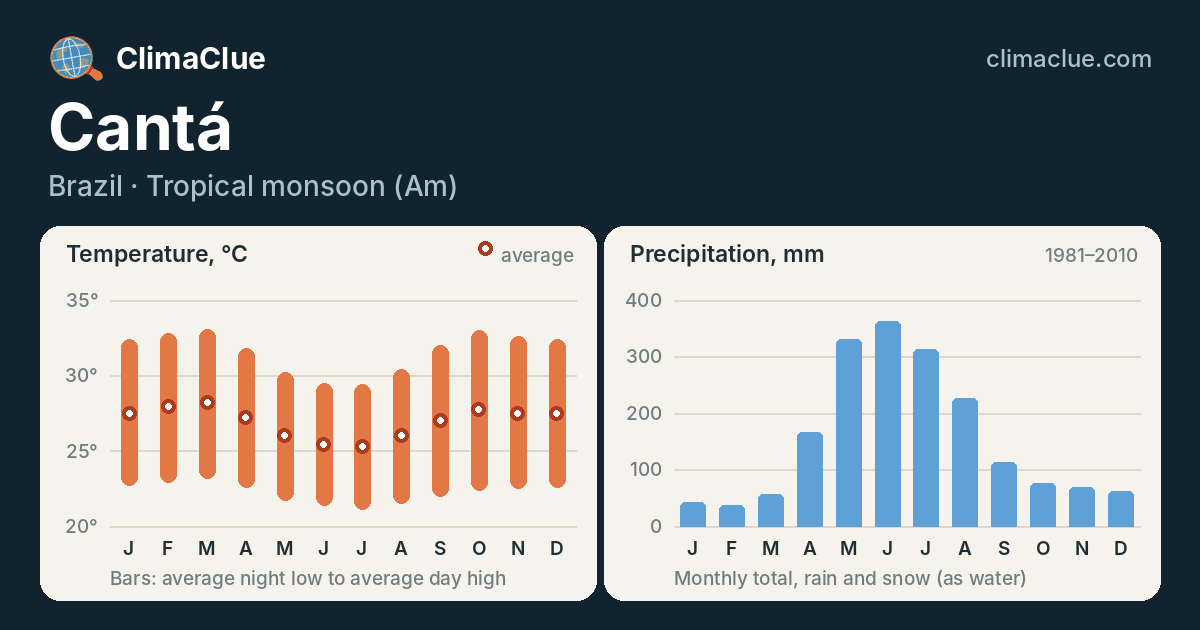 ClimaClue
climaclue.com
Cantá
Brazil · Tropical monsoon (Am)
Temperature, °C
average
35°
30°
25°
20°
J F M A M J J A S O N D
Bars: average night low to average day high
Precipitation, mm
1981–2010
400
300
200
100
0
J F M A M J J A S O N D
Monthly total, rain and snow (as water)